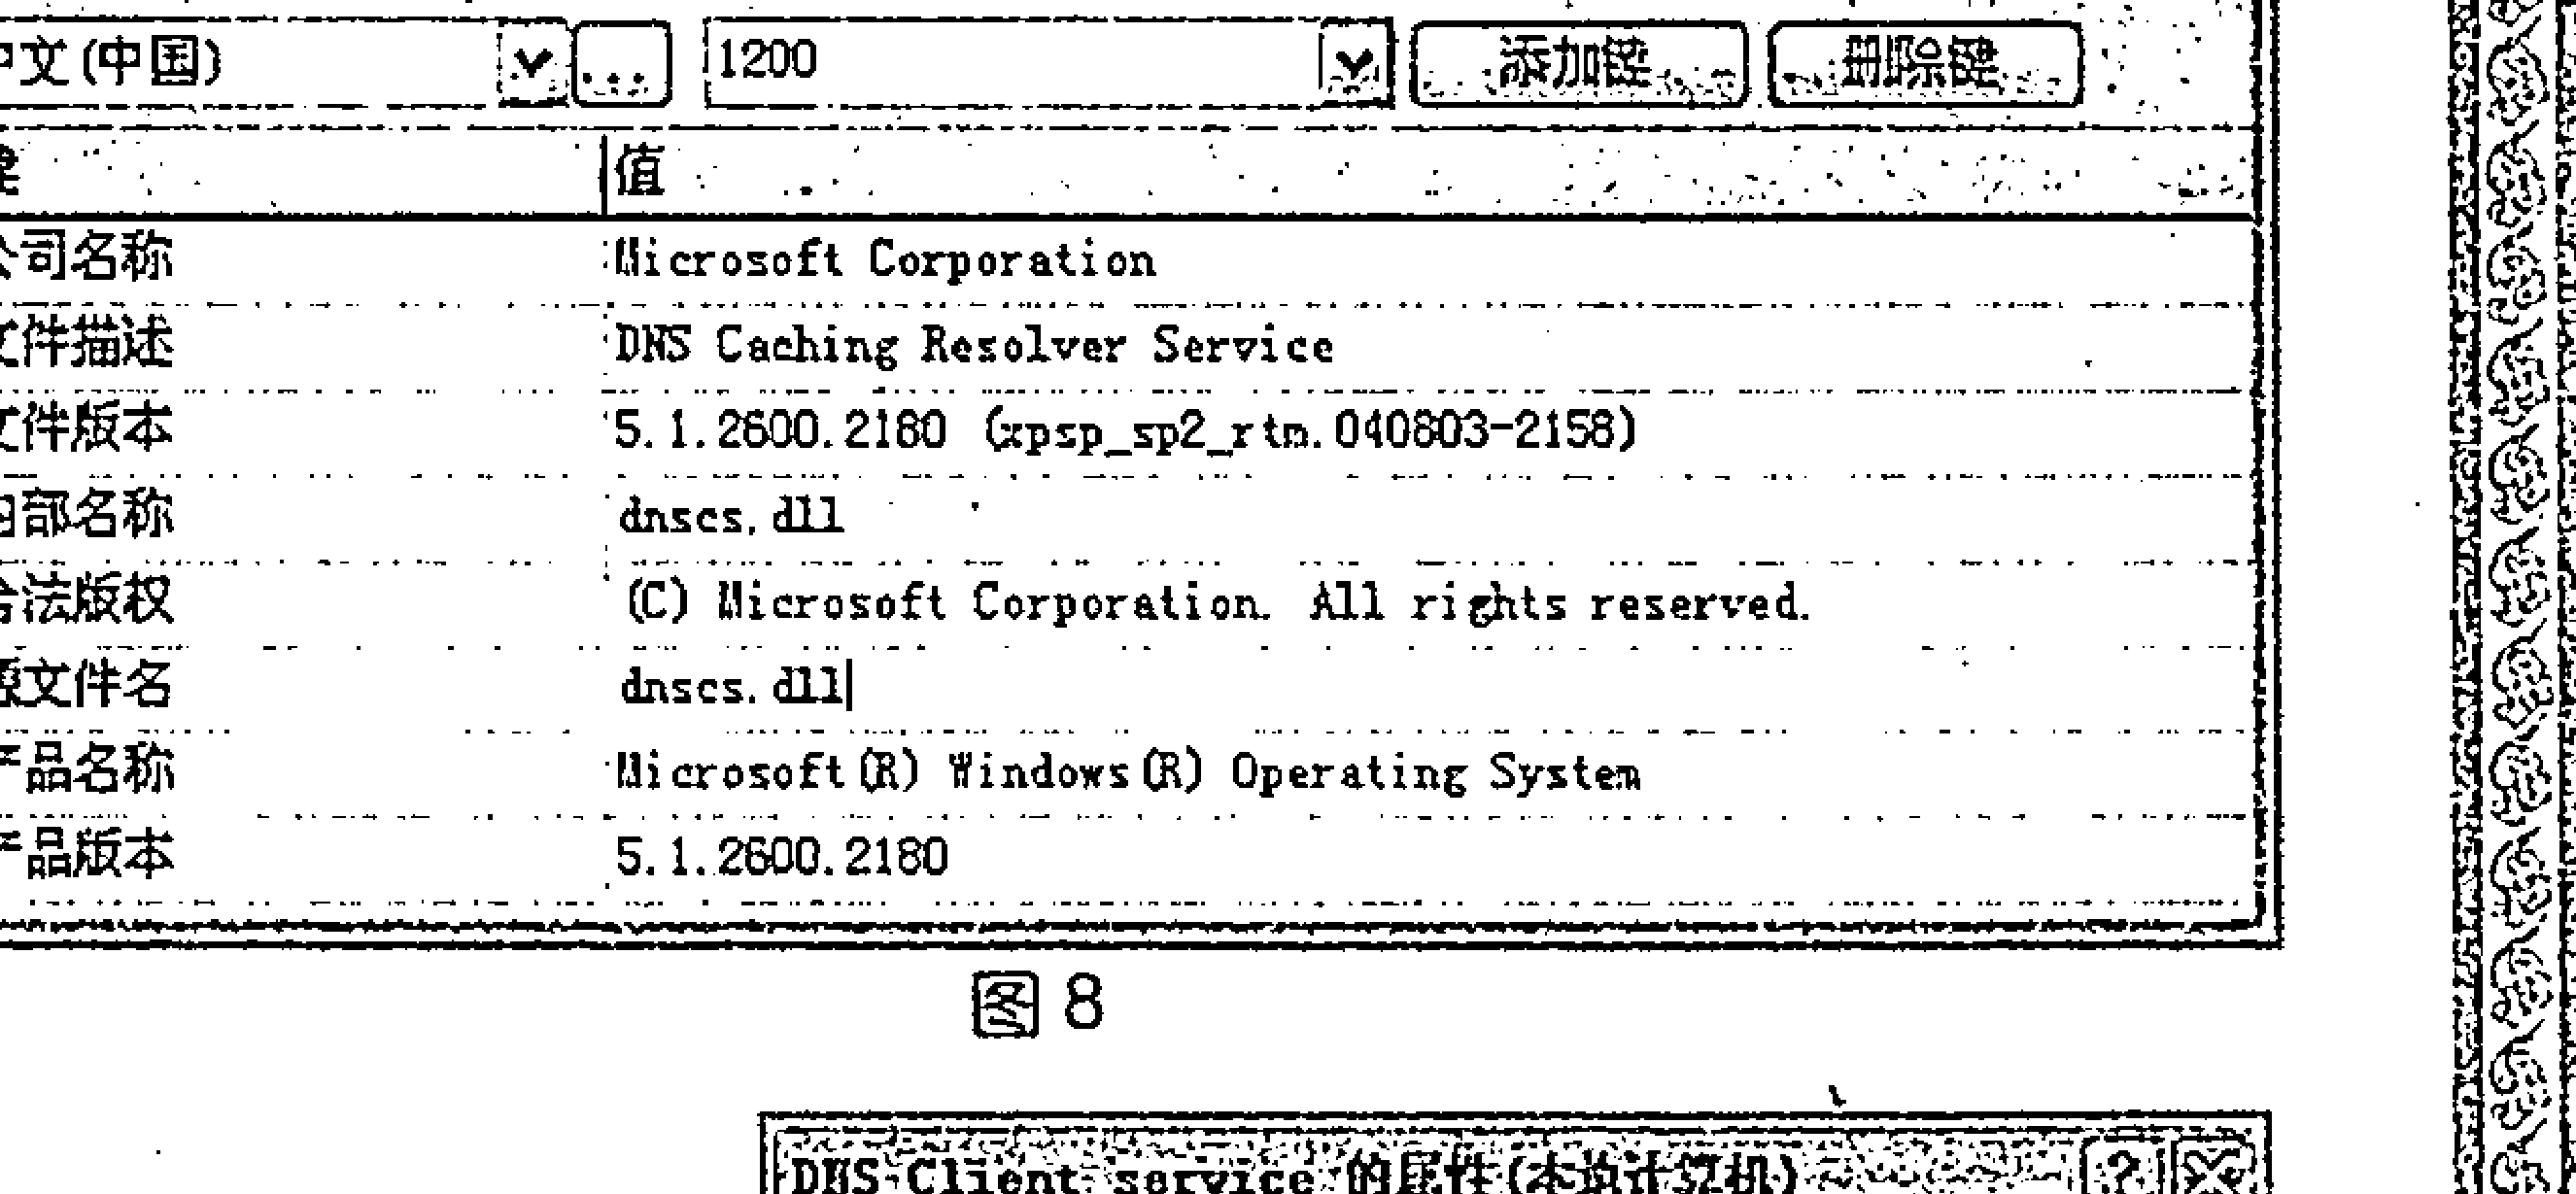 中文(中国) ... 1200 添加键 删除键
键 值
公司名称 Microsoft Corporation
文件描述 DNS Caching Resolver Service
文件版本 5.1.2600.2180 (xpsp_sp2_rtm.040803-2158)
内部名称 dnscs.dll
合法版权 (C) Microsoft Corporation. All rights reserved.
源文件名 dnscs.dll
产品名称 Microsoft(R) Windows(R) Operating System
产品版本 5.1.2600.2180
图 8
DNS Client service 的属性(本地计算机)